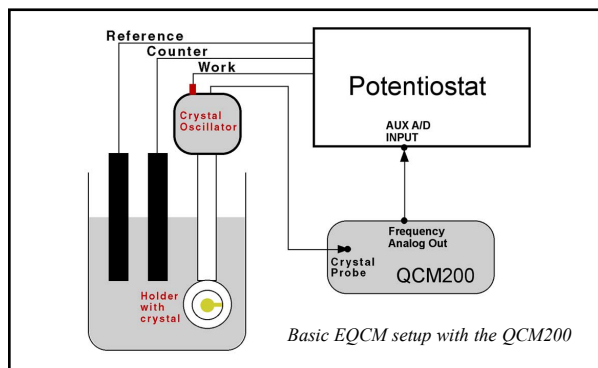 Reference
Counter
Work
Potentiostat
AUX A/D
INPUT
Crystal
Oscillator
Frequency
Analog Out
Crystal
Probe
QCM200
Holder
with
crystal
Basic EQCM setup with the QCM200